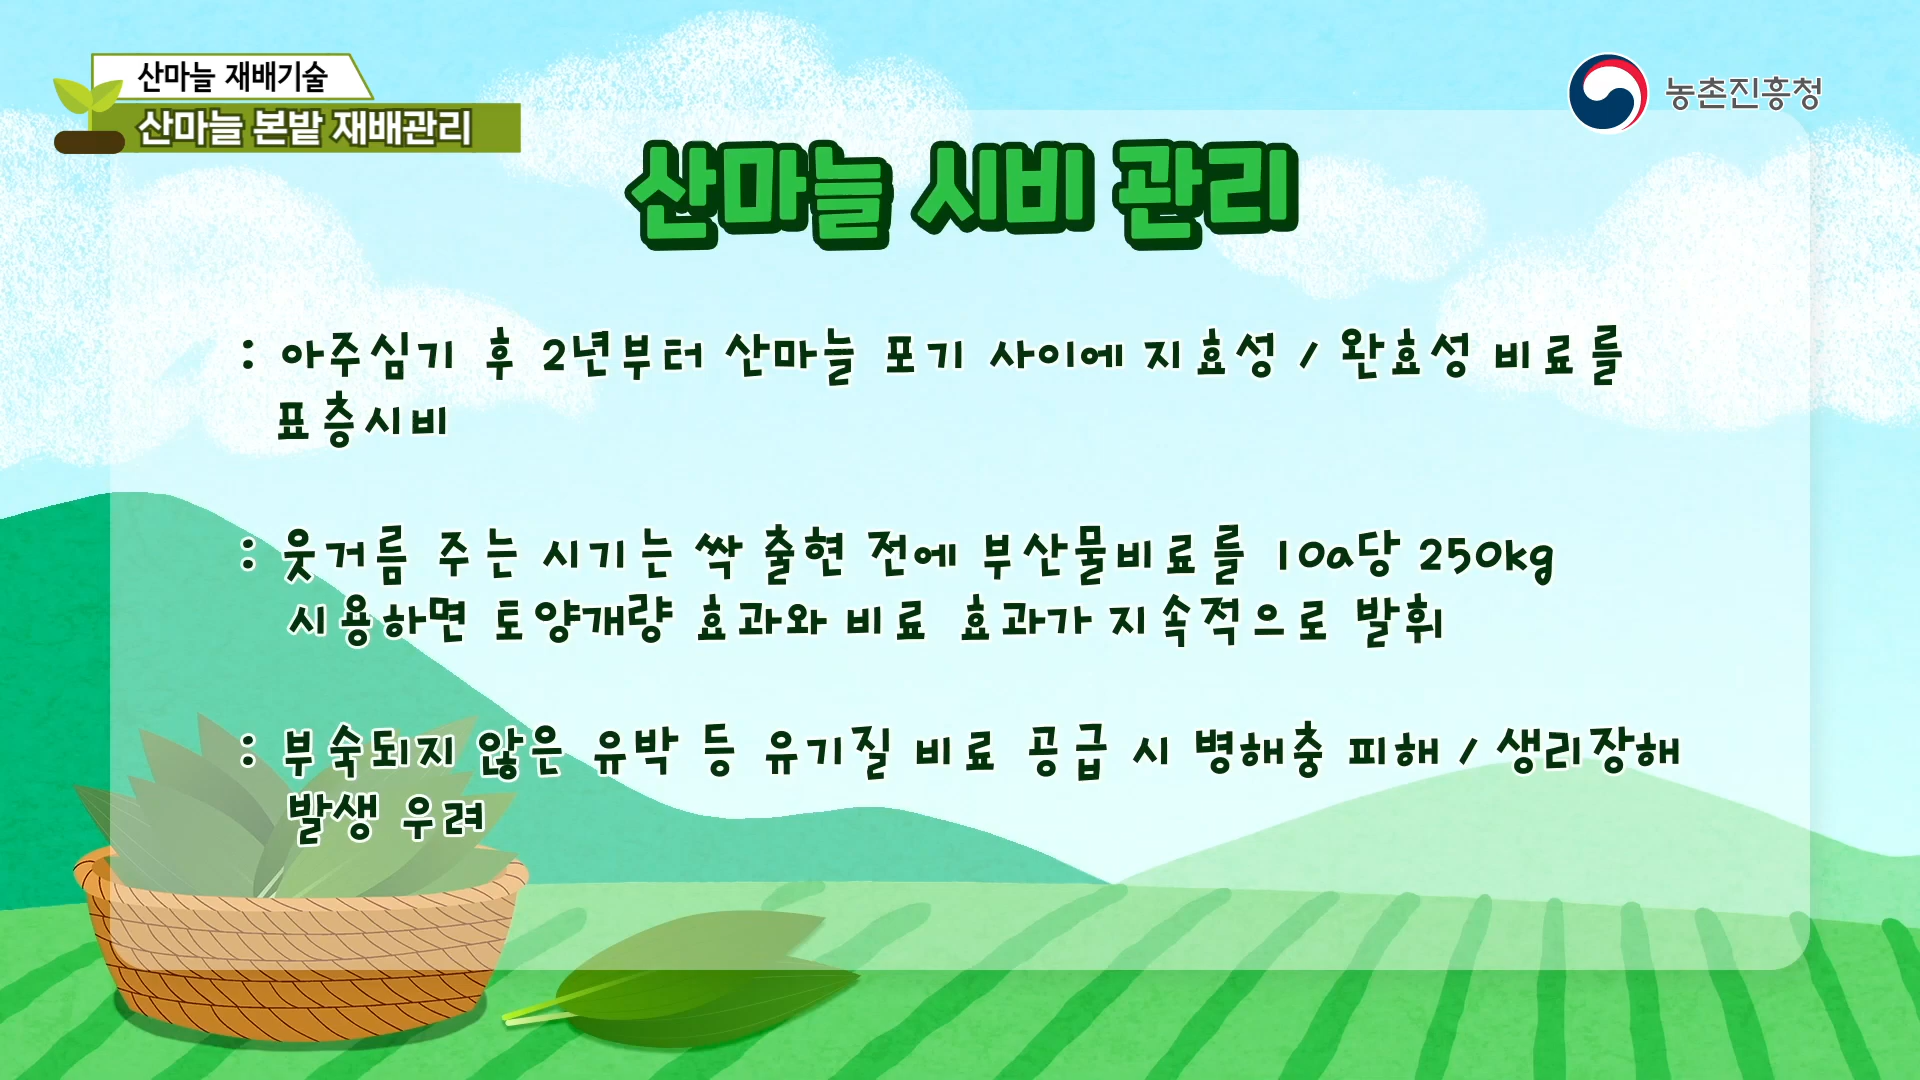 산마늘 재배기술
산마늘 본밭 재배관리
농촌진흥청
산마늘 시비 관리
: 아주심기 후 2년부터 산마늘 포기 사이에 지효성 / 완효성 비료를
표층시비
: 웃거름 주는 시기는 싹 출현 전에 부산물비료를 10a당 250kg
시용하면 토양개량 효과와 비료 효과가 지속적으로 발휘
: 부숙되지 않은 유박 등 유기질 비료 공급 시 병해충 피해 / 생리장해
발생 우려